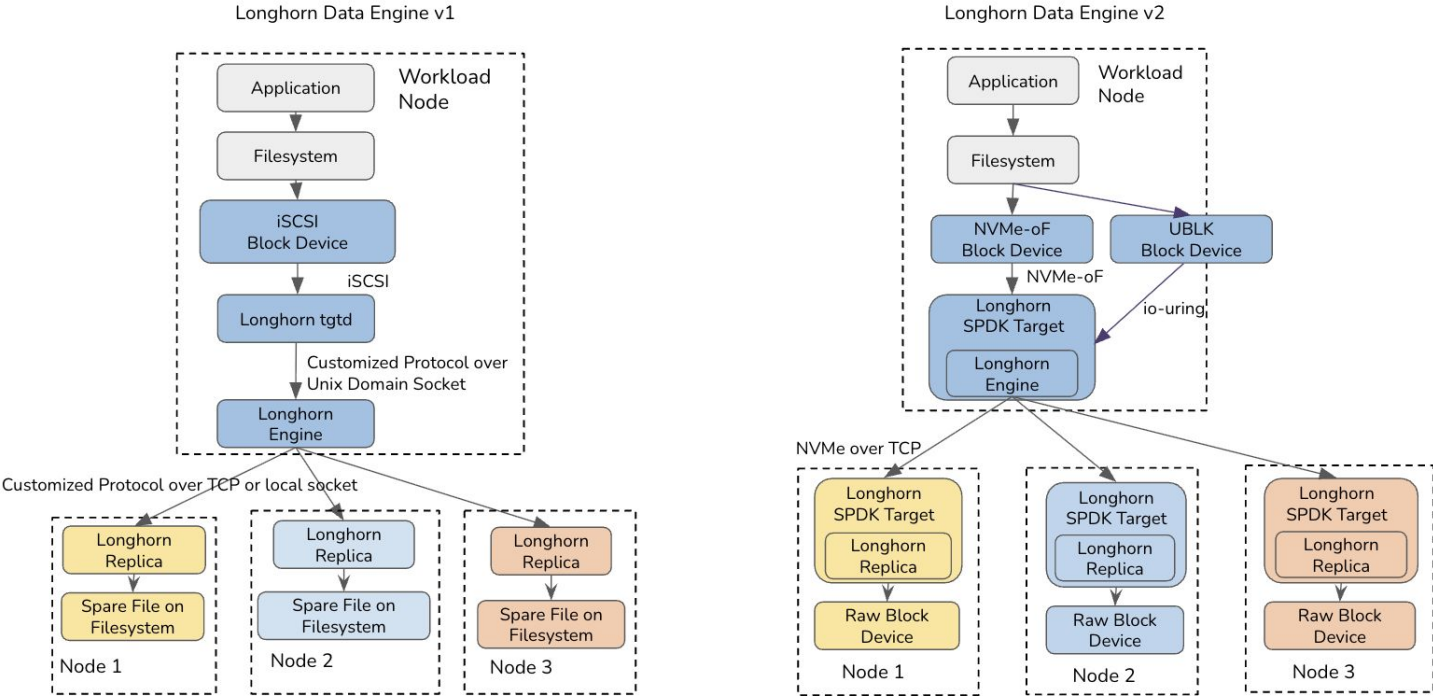 Longhorn Data Engine v1
Application
Workload
Node
Filesystem
iSCSI
Block Device
iSCSI
Longhorn tgtd
Customized Protocol over
Unix Domain Socket
Longhorn
Engine
Customized Protocol over TCP or local socket
Longhorn
Replica
Spare File on
Filesystem
Node 1
Longhorn
Replica
Spare File on
Filesystem
Node 2
Longhorn
Replica
Spare File on
Filesystem
Node 3
Longhorn Data Engine v2
Application
Workload
Node
Filesystem
NVMe-oF
Block Device
UBLK
Block Device
NVMe-oF
io-uring
Longhorn
SPDK Target
Longhorn
Engine
NVMe over TCP
Longhorn
SPDK Target
Longhorn
Replica
Raw Block
Device
Node 1
Longhorn
SPDK Target
Longhorn
Replica
Raw Block
Device
Node 2
Longhorn
SPDK Target
Longhorn
Replica
Raw Block
Device
Node 3